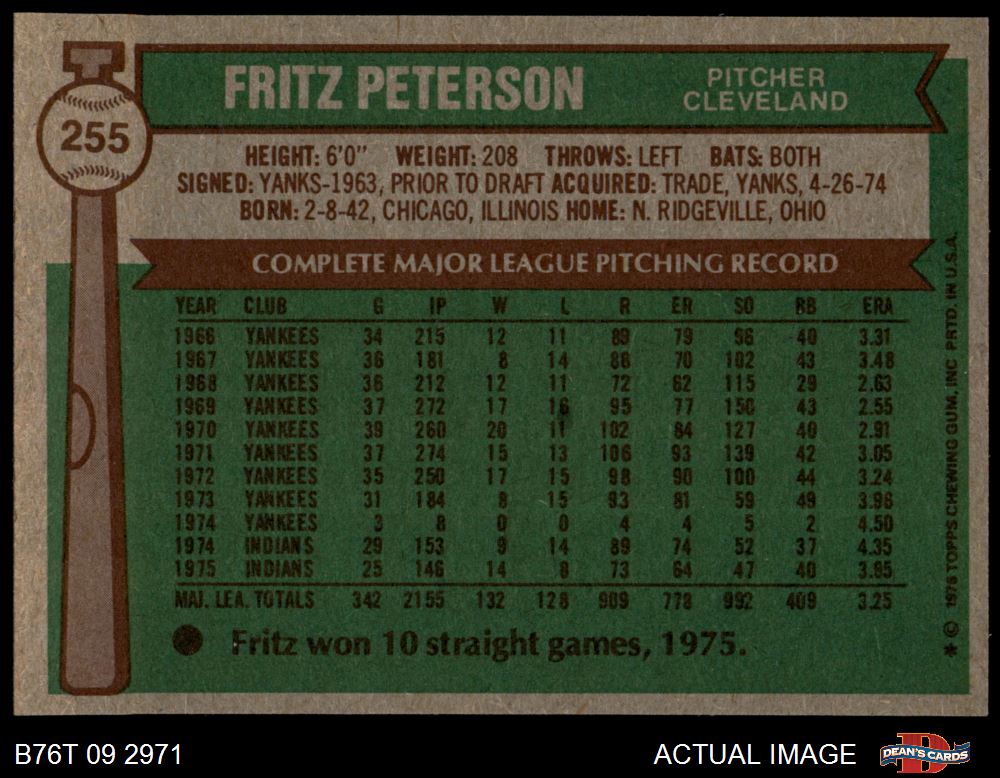 FRITZ PETERSON
PITCHER
CLEVELAND
255
HEIGHT: 6'0" WEIGHT: 208 THROWS: LEFT BATS: BOTH
SIGNED: YANKS-1963, PRIOR TO DRAFT ACQUIRED: TRADE, YANKS, 4-26-74
BORN: 2-8-42, CHICAGO, ILLINOIS HOME: N. RIDGEVILLE, OHIO
COMPLETE MAJOR LEAGUE PITCHING RECORD
YEAR CLUB G IP W L R ER SO BB ERA
1966 YANKEES 34 215 12 11 89 79 96 40 3.31
1967 YANKEES 36 181 8 14 88 70 102 43 3.48
1968 YANKEES 36 212 12 11 72 62 115 29 2.63
1969 YANKEES 37 272 17 16 95 77 150 43 2.55
1970 YANKEES 39 260 20 11 102 84 127 40 2.91
1971 YANKEES 37 274 15 13 106 93 139 42 3.05
1972 YANKEES 35 250 17 15 98 90 100 44 3.24
1973 YANKEES 31 184 8 15 93 81 59 49 3.96
1974 YANKEES 3 8 0 0 4 4 5 2 4.50
1974 INDIANS 29 153 9 14 89 74 52 37 4.35
1975 INDIANS 25 146 14 8 73 64 47 40 3.95
MAJ. LEA. TOTALS 342 2155 132 128 909 778 992 409 3.25
● Fritz won 10 straight games, 1975.
* © 1976 TOPPS CHEWING GUM, INC PRTD. IN U.S.A.
B76T 09 2971
ACTUAL IMAGE
D
DEAN'S CARDS